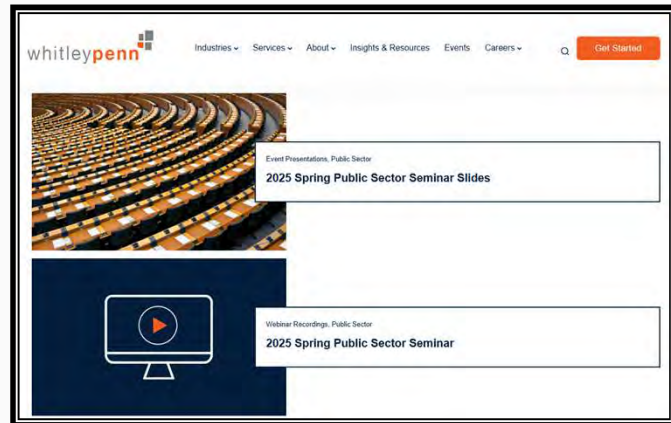 whitleypenn
Industries Services About Insights & Resources Events Careers Get Started
Event Presentations, Public Sector
2025 Spring Public Sector Seminar Slides
Webinar Recordings, Public Sector
2025 Spring Public Sector Seminar